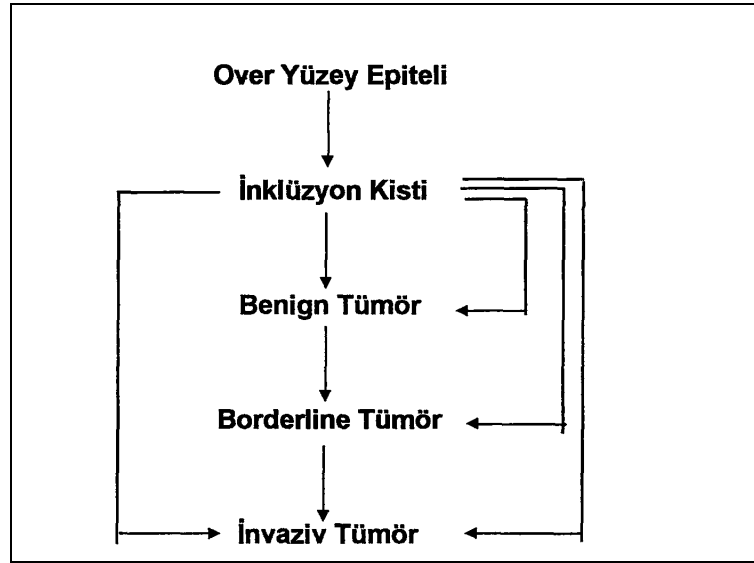 Over Yüzey Epiteli
İnklüzyon Kisti
Benign Tümör
Borderline Tümör
İnvaziv Tümör